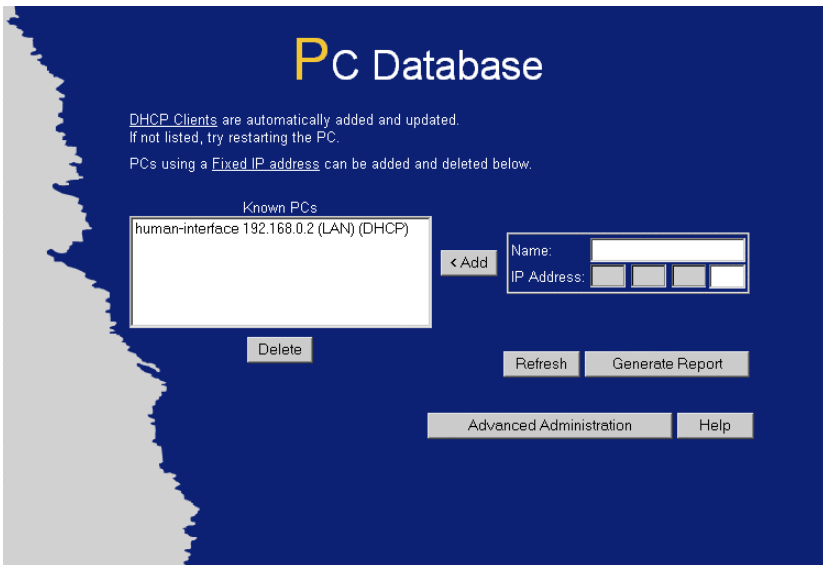 PC Database
DHCP Clients are automatically added and updated.
If not listed, try restarting the PC.
PCs using a Fixed IP address can be added and deleted below.
Known PCs
human-interface 192.168.0.2 (LAN) (DHCP)
< Add
Name:
IP Address:
Delete
Refresh
Generate Report
Advanced Administration
Help